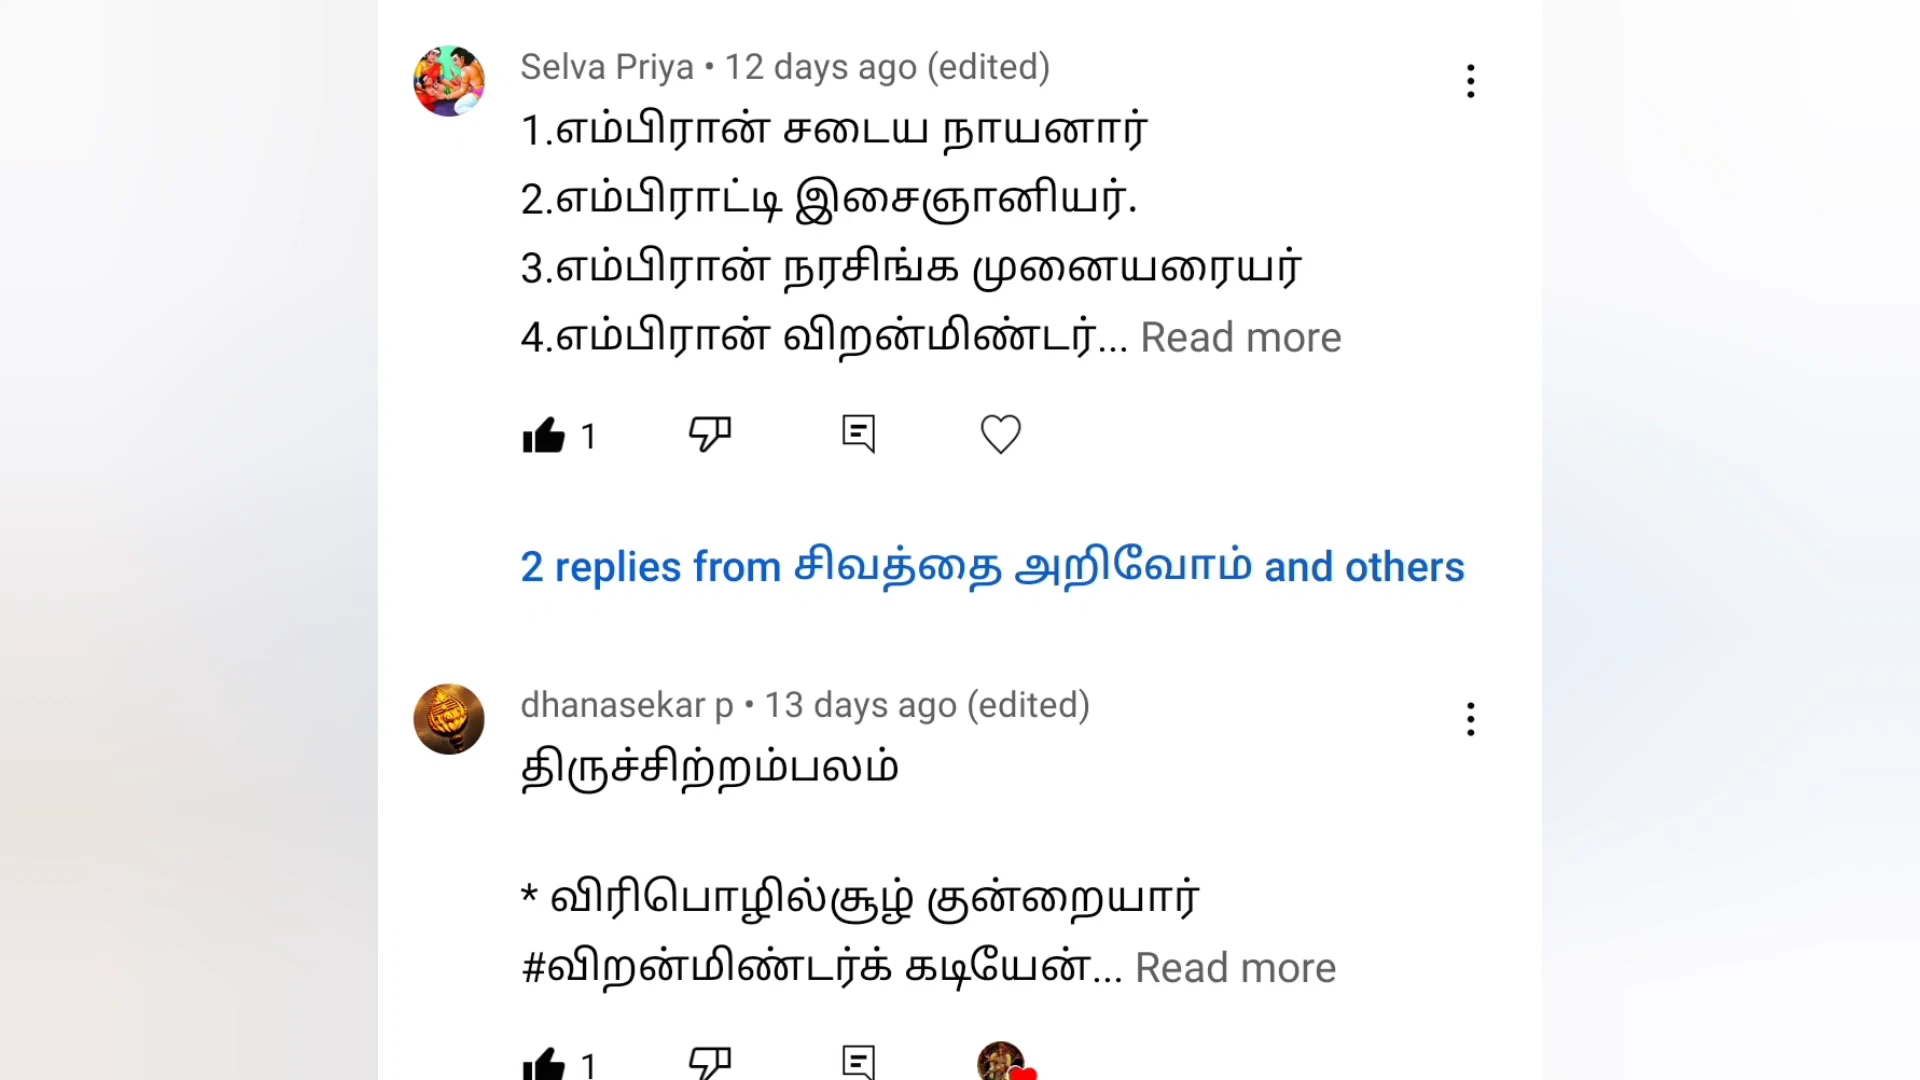 Selva Priya • 12 days ago (edited)
1.எம்பிரான் சடைய நாயனார்
2.எம்பிராட்டி இசைஞானியர்.
3.எம்பிரான் நரசிங்க முனையரையர்
4.எம்பிரான் விறன்மிண்டர்... Read more
1
2 replies from சிவத்தை அறிவோம் and others
dhanasekar p • 13 days ago (edited)
திருச்சிற்றம்பலம்
* விரிபொழில்சூழ் குன்றையார்
#விறன்மிண்டர்க் கடியேன்... Read more
1